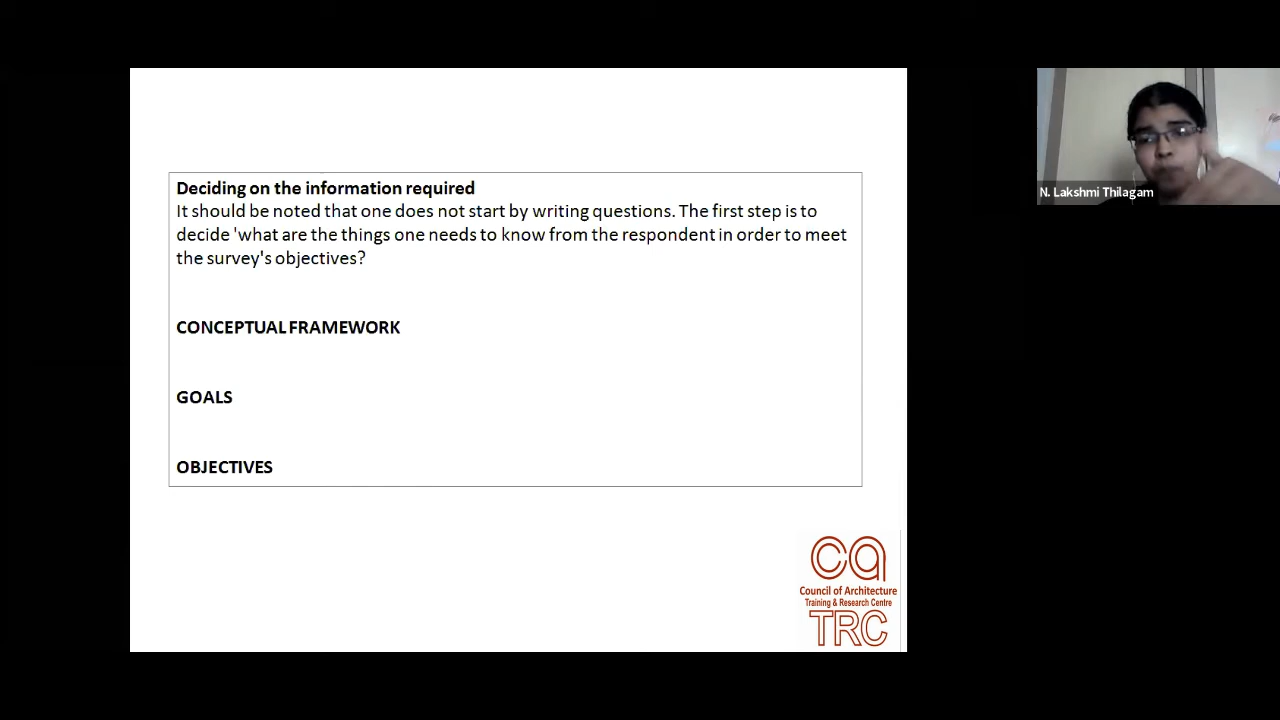 Deciding on the information required
It should be noted that one does not start by writing questions. The first step is to
decide 'what are the things one needs to know from the respondent in order to meet
the survey's objectives?
CONCEPTUAL FRAMEWORK
GOALS
OBJECTIVES
N. Lakshmi Thilagam
ca
Council of Architecture
Training & Research Centre
TRC